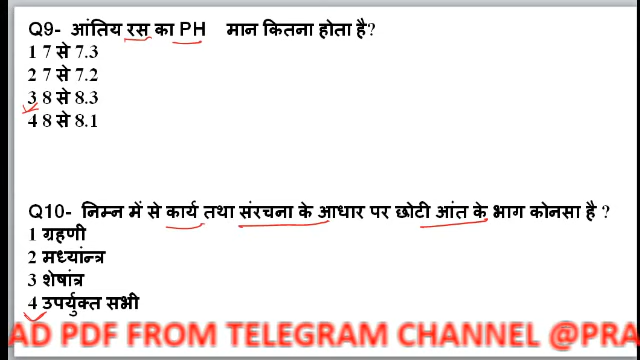 Q9- आंतिय रस का PH मान कितना होता है?
1 7 से 7.3
2 7 से 7.2
3 8 से 8.3
4 8 से 8.1
Q10- निम्न में से कार्य तथा संरचना के आधार पर छोटी आंत के भाग कोनसा है ?
1 ग्रहणी
2 मध्यांन्त्र
3 शेषांत्र
4 उपर्युक्त सभी
AD PDF FROM TELEGRAM CHANNEL @PRA